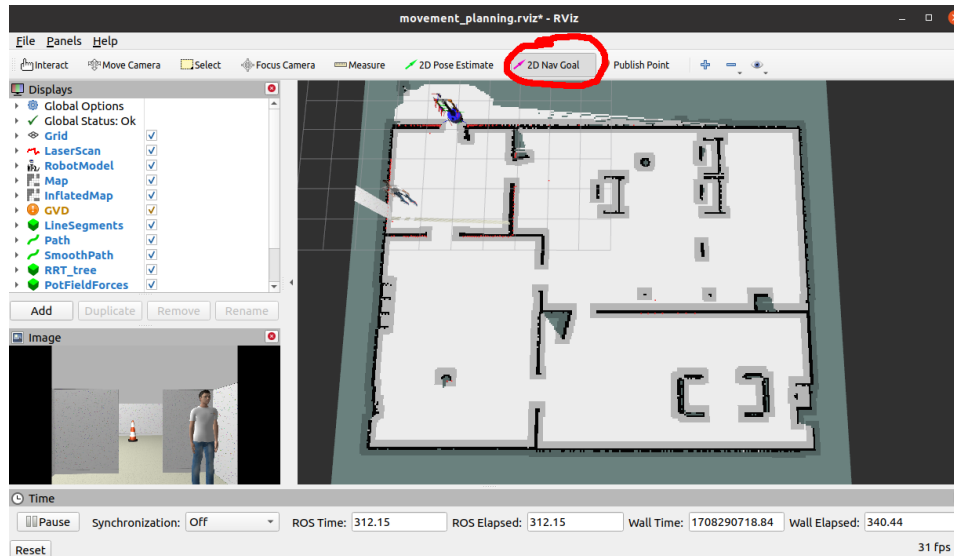 movement_planning.rviz* - RViz
File Panels Help
Interact Move Camera Select Focus Camera Measure 2D Pose Estimate 2D Nav Goal Publish Point
Displays
Global Options
Global Status: Ok
Grid
LaserScan
RobotModel
Map
InflatedMap
GVD
LineSegments
Path
SmoothPath
RRT_tree
PotFieldForces
Add Duplicate Remove Rename
Image
Time
Pause Synchronization: Off ROS Time: 312.15 ROS Elapsed: 312.15 Wall Time: 1708290718.84 Wall Elapsed: 340.44
Reset 31 fps